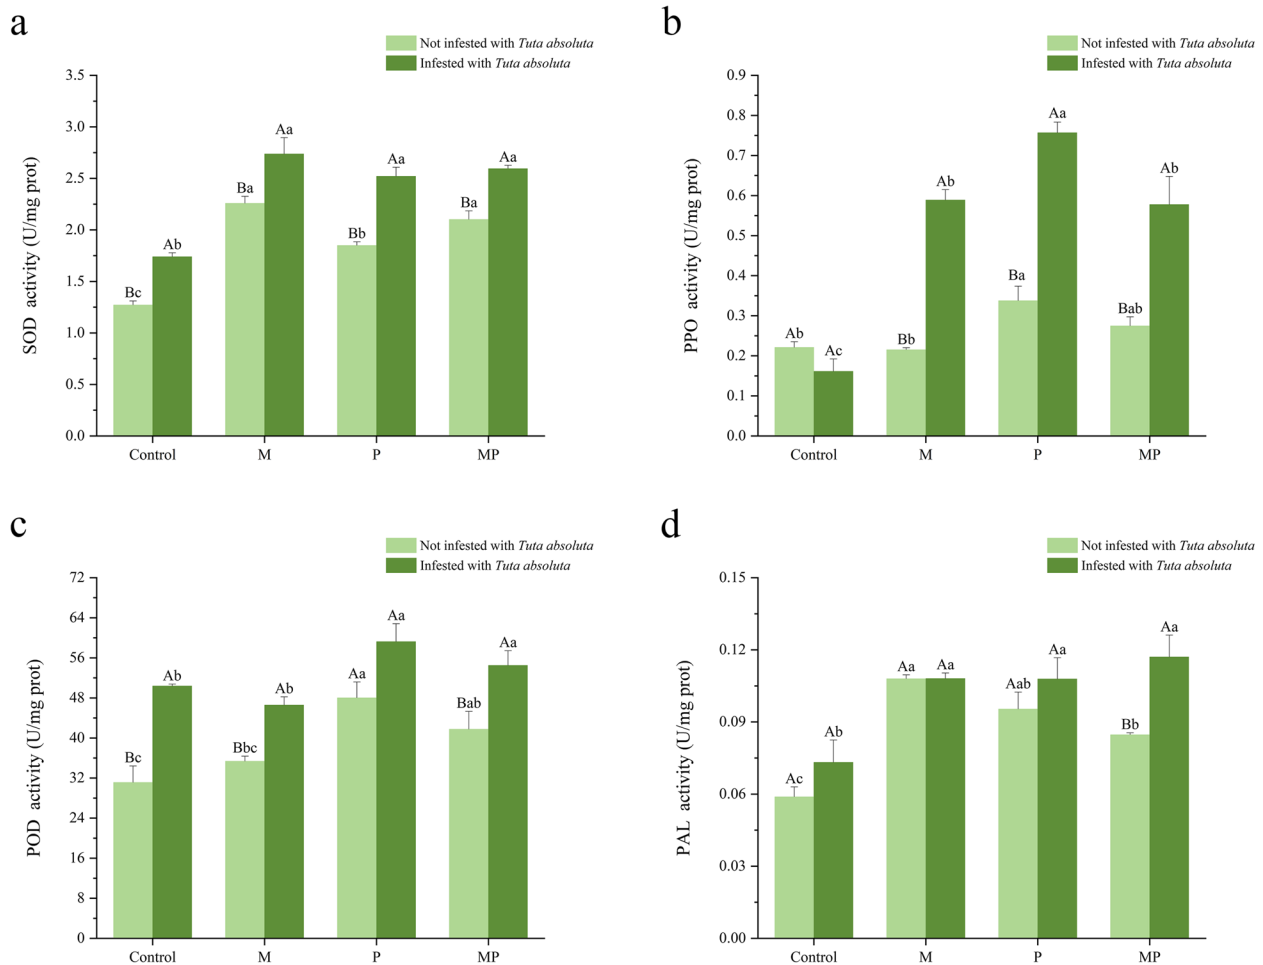 a
Not infested with Tuta absoluta
Infested with Tuta absoluta
SOD activity (U/mg prot)
3.5
3.0
2.5
2.0
1.5
1.0
0.5
0.0
Bc
Ab
Ba
Aa
Bb
Aa
Ba
Aa
Control
M
P
MP
b
Not infested with Tuta absoluta
Infested with Tuta absoluta
PPO activity (U/mg prot)
0.9
0.8
0.7
0.6
0.5
0.4
0.3
0.2
0.1
0.0
Ab
Ac
Bb
Ab
Ba
Aa
Bab
Ab
Control
M
P
MP
c
Not infested with Tuta absoluta
Infested with Tuta absoluta
POD activity (U/mg prot)
72
64
56
48
40
32
24
16
8
0
Bc
Ab
Bbc
Ab
Aa
Aa
Bab
Aa
Control
M
P
MP
d
Not infested with Tuta absoluta
Infested with Tuta absoluta
PAL activity (U/mg prot)
0.15
0.12
0.09
0.06
0.03
0.00
Ac
Ab
Aa
Aa
Aab
Aa
Bb
Aa
Control
M
P
MP